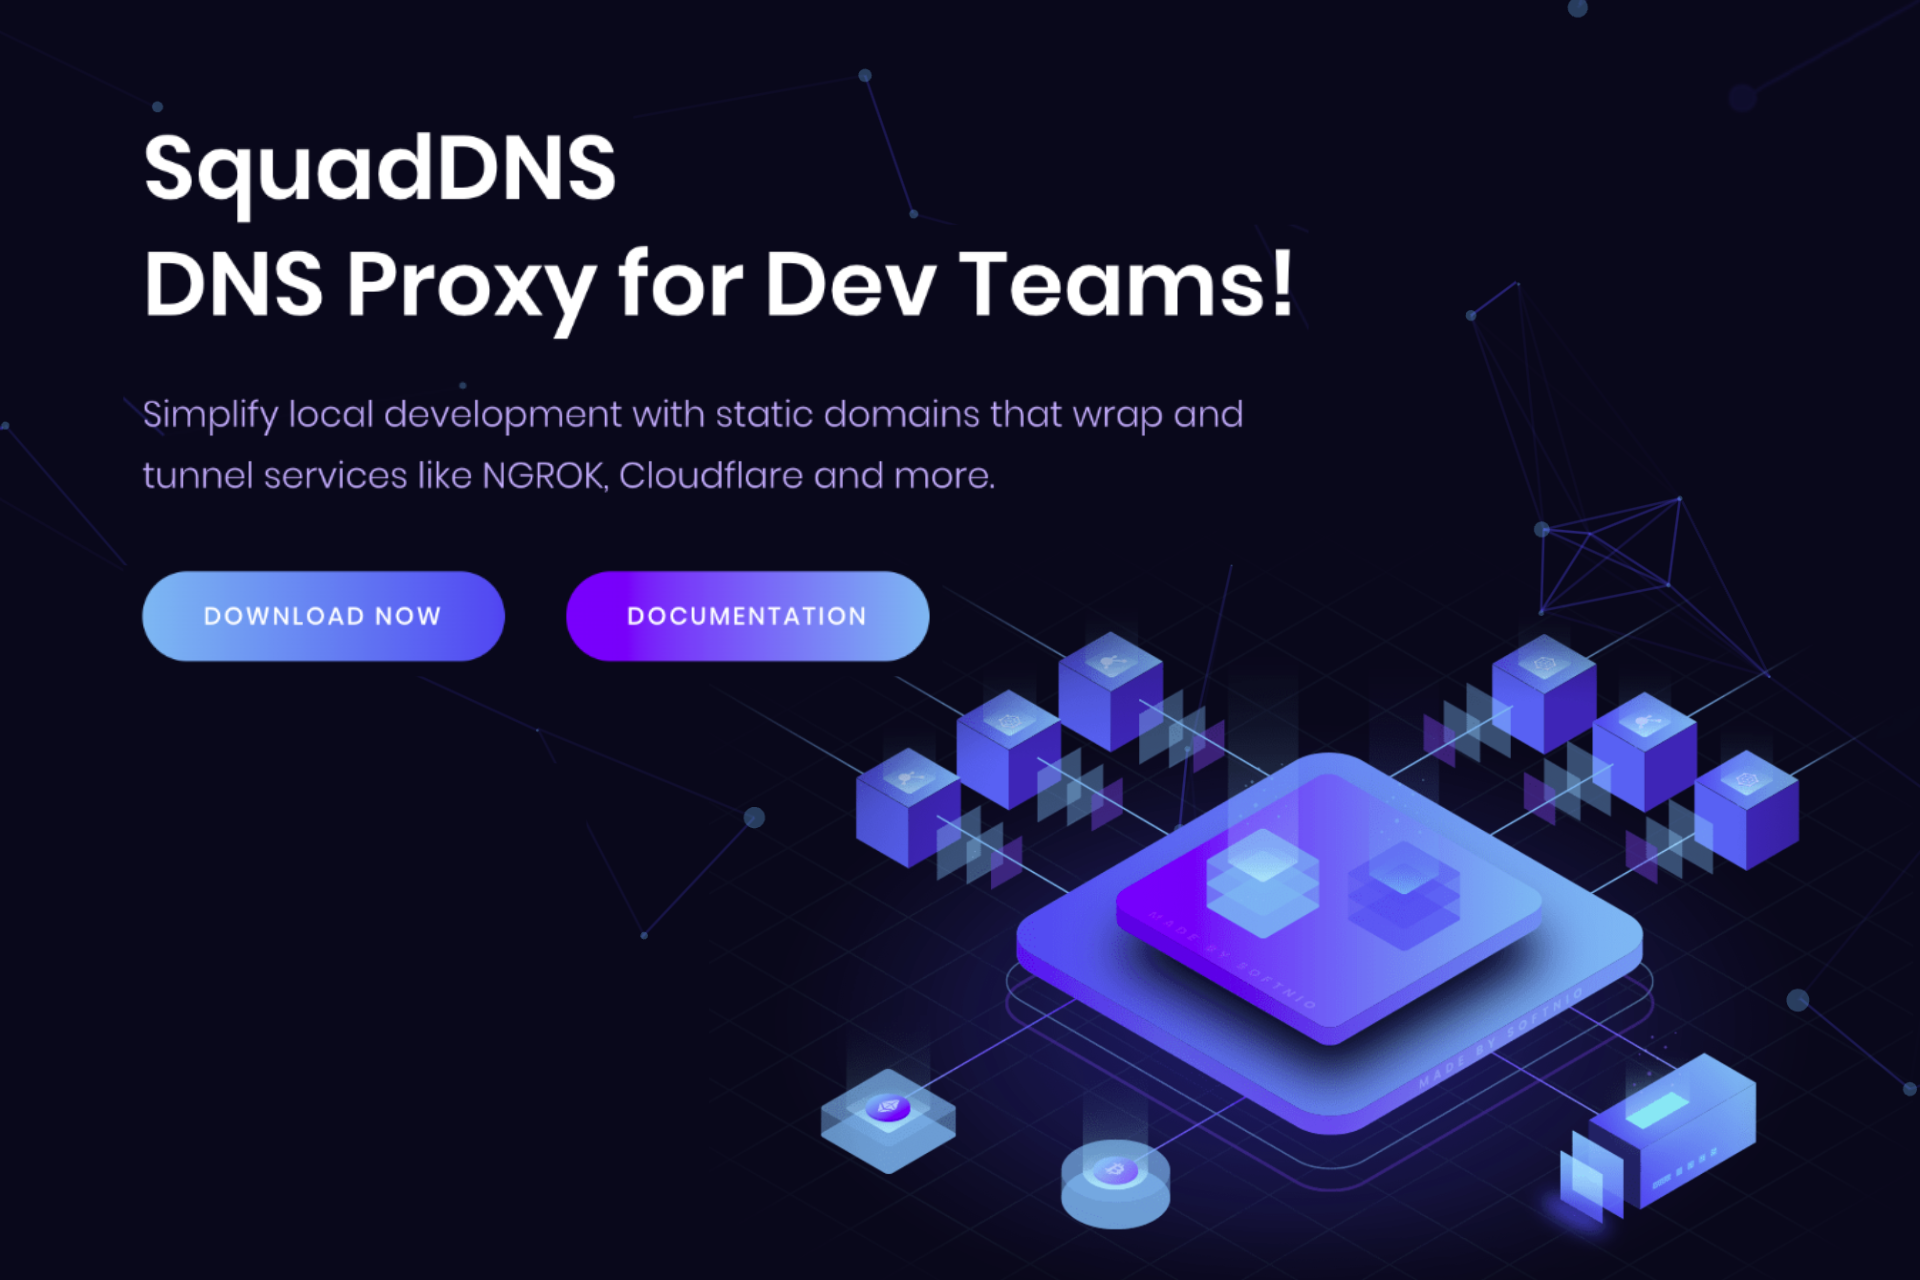 SquadDNS
DNS Proxy for Dev Teams!
Simplify local development with static domains that wrap and
tunnel services like NGROK, Cloudflare and more.
DOWNLOAD NOW
DOCUMENTATION
MADE BY SOFTNIO
MADE BY SOFTNIO